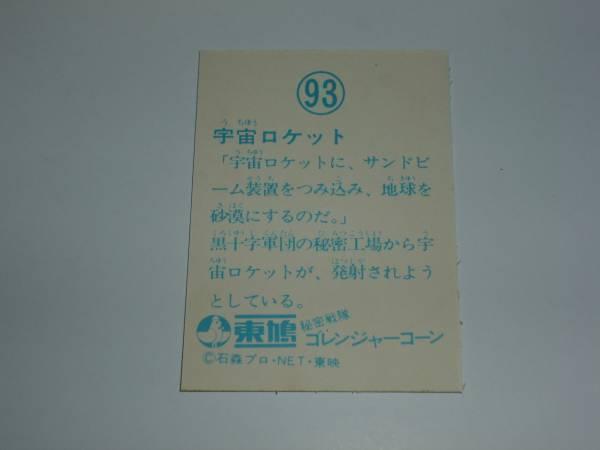 93
宇宙ロケット
「宇宙ロケットに、サンドビ
ーム装置をつみ込み、地球を
砂漠にするのだ。」
黒十字軍団の秘密工場から宇
宙ロケットが、発射されよう
としている。
東鳩 秘密戦隊 ゴレンジャーコーン
©石森プロ・NET・東映